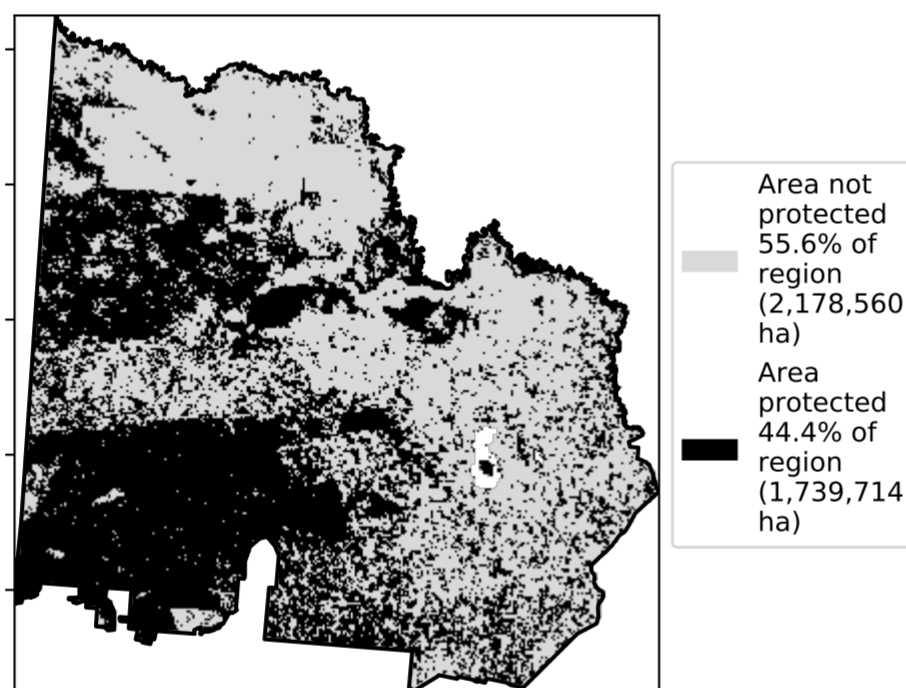 Area not
protected
55.6% of
region
(2,178,560
ha)
Area
protected
44.4% of
region
(1,739,714
ha)